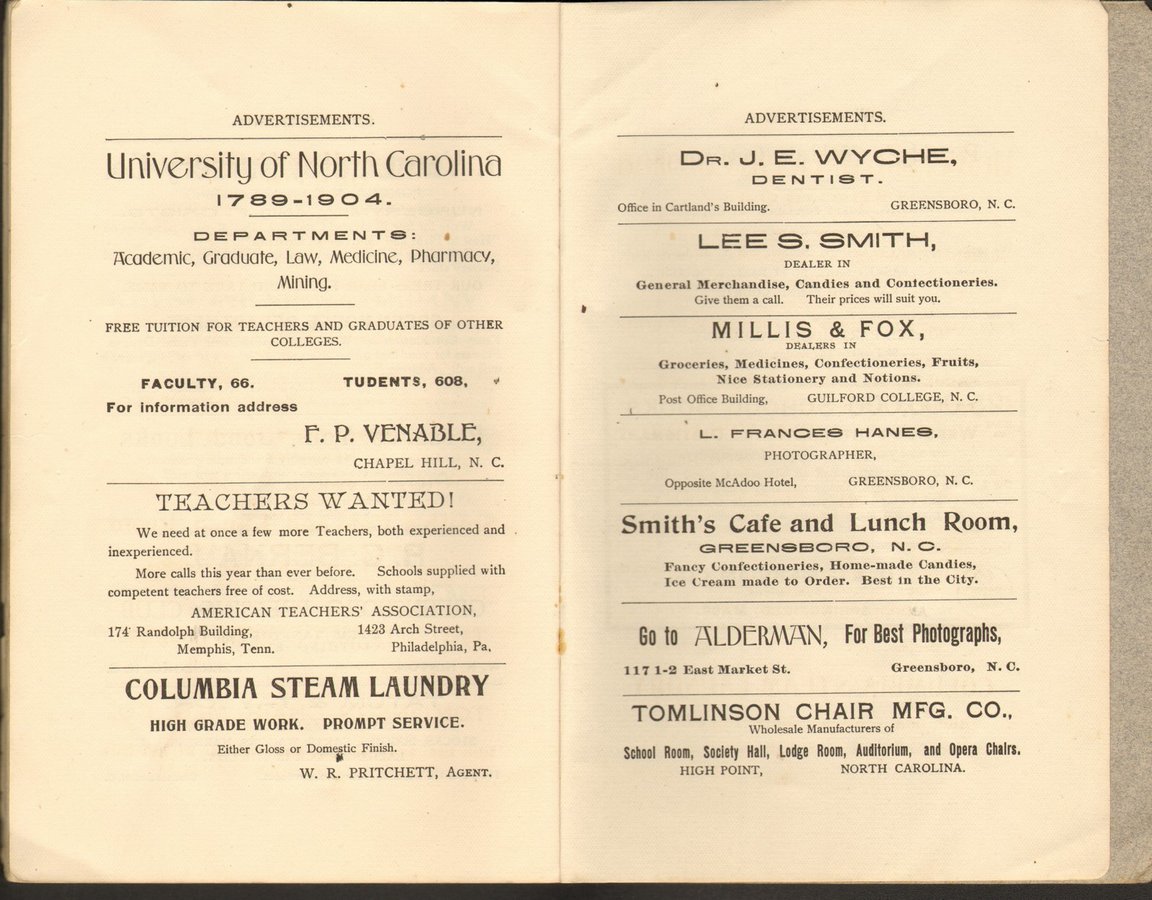 ADVERTISEMENTS.
University of North Carolina
1789-1904.
DEPARTMENTS:
Academic, Graduate, Law, Medicine, Pharmacy,
Mining.
FREE TUITION FOR TEACHERS AND GRADUATES OF OTHER
COLLEGES.
FACULTY, 66. TUDENTS, 608,
For information address
F. P. VENABLE,
CHAPEL HILL, N. C.
TEACHERS WANTED!
We need at once a few more Teachers, both experienced and
inexperienced.
More calls this year than ever before. Schools supplied with
competent teachers free of cost. Address, with stamp,
AMERICAN TEACHERS' ASSOCIATION,
174 Randolph Building, 1423 Arch Street,
Memphis, Tenn. Philadelphia, Pa,
COLUMBIA STEAM LAUNDRY
HIGH GRADE WORK. PROMPT SERVICE.
Either Gloss or Domestic Finish.
W. R. PRITCHETT, AGENT.
ADVERTISEMENTS.
DR. J. E. WYCHE,
DENTIST.
Office in Cartland's Building. GREENSBORO, N. C.
LEE S. SMITH,
DEALER IN
General Merchandise, Candies and Confectioneries.
Give them a call. Their prices will suit you.
MILLIS & FOX,
DEALERS IN
Groceries, Medicines, Confectioneries, Fruits,
Nice Stationery and Notions.
Post Office Building, GUILFORD COLLEGE, N. C.
L. FRANCES HANES,
PHOTOGRAPHER,
Opposite McAdoo Hotel, GREENSBORO, N. C.
Smith's Cafe and Lunch Room,
GREENSBORO, N. C.
Fancy Confectioneries, Home-made Candies,
Ice Cream made to Order. Best in the City.
Go to ALDERMAN, For Best Photographs,
117 1-2 East Market St. Greensboro, N. C.
TOMLINSON CHAIR MFG. CO.,
Wholesale Manufacturers of
School Room, Society Hall, Lodge Room, Auditorium, and Opera Chairs.
HIGH POINT, NORTH CAROLINA.